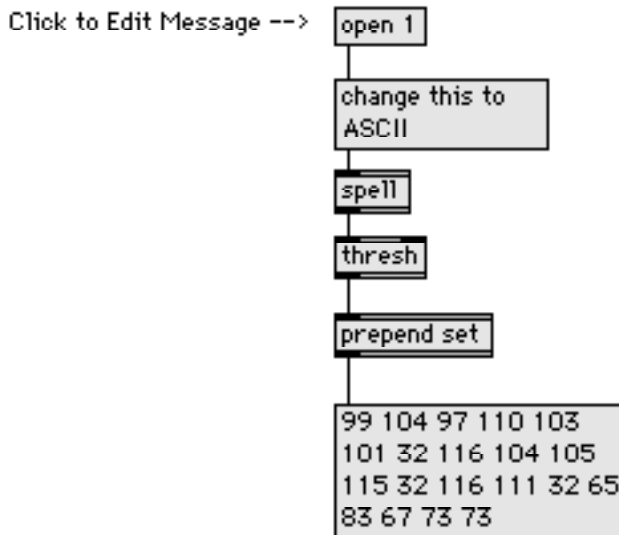 Click to Edit Message -->
open 1
change this to
ASCII
spell
thresh
prepend set
99 104 97 110 103
101 32 116 104 105
115 32 116 111 32 65
83 67 73 73